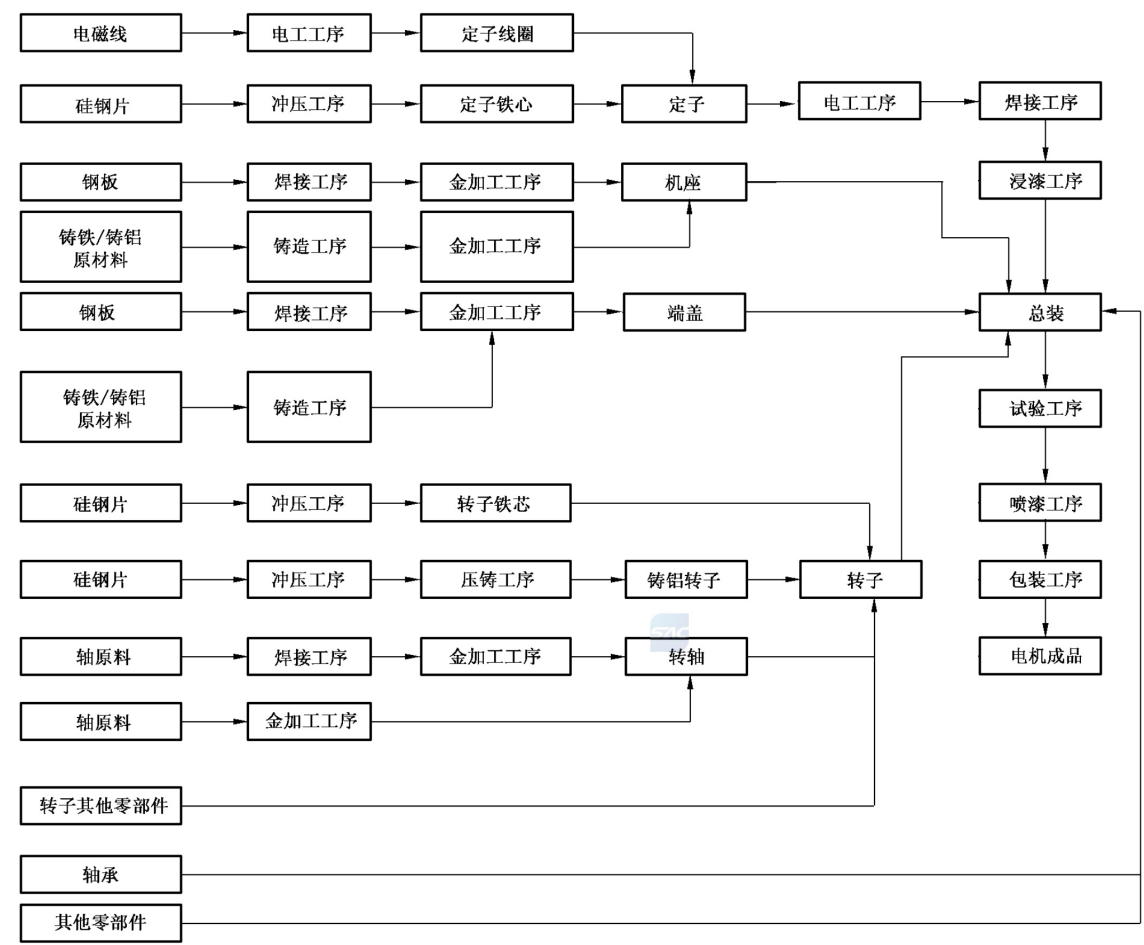 电磁线
电工工序
定子线圈
硅钢片
冲压工序
定子铁心
定子
电工工序
焊接工序
钢板
焊接工序
金加工工序
机座
浸漆工序
铸铁/铸铝
原材料
铸造工序
金加工工序
钢板
焊接工序
金加工工序
端盖
总装
铸铁/铸铝
原材料
铸造工序
试验工序
硅钢片
冲压工序
转子铁芯
喷漆工序
硅钢片
冲压工序
压铸工序
铸铝转子
转子
包装工序
SAC
轴原料
焊接工序
金加工工序
转轴
电机成品
轴原料
金加工工序
转子其他零部件
轴承
其他零部件